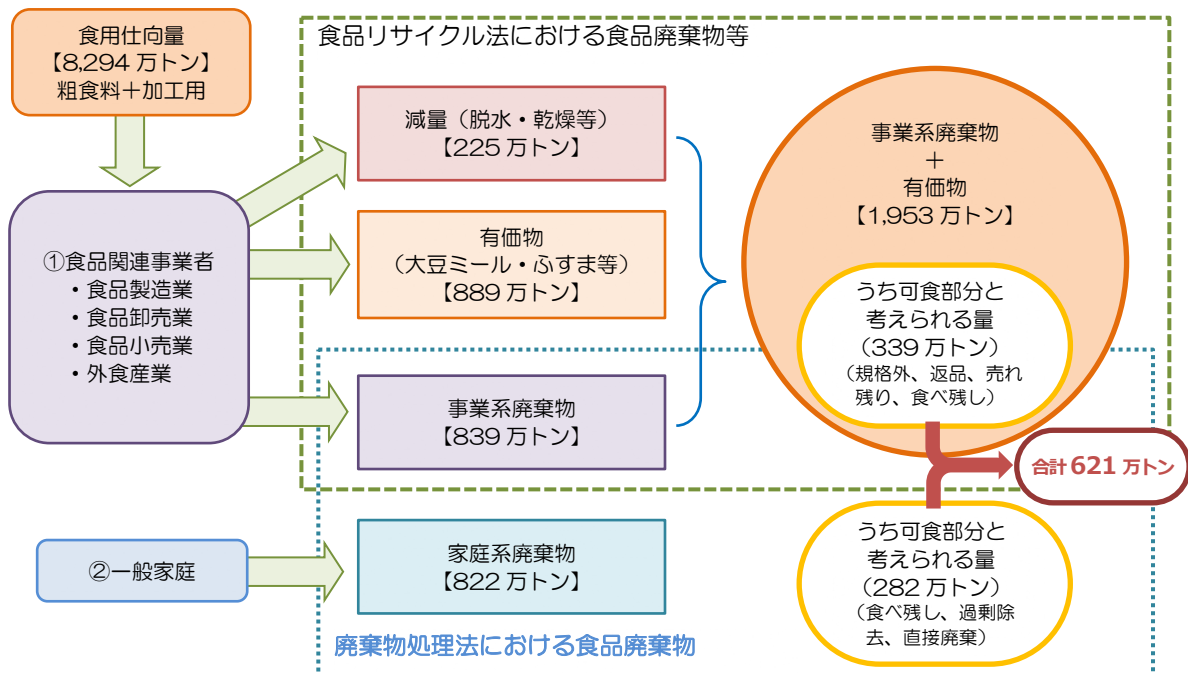 食用仕向量
【8,294 万トン】
粗食料＋加工用
食品リサイクル法における食品廃棄物等
①食品関連事業者
・食品製造業
・食品卸売業
・食品小売業
・外食産業
減量（脱水・乾燥等）
【225 万トン】
有価物
（大豆ミール・ふすま等）
【889 万トン】
事業系廃棄物
【839 万トン】
事業系廃棄物
＋
有価物
【1,953 万トン】
うち可食部分と
考えられる量
（339 万トン）
（規格外、返品、売れ
残り、食べ残し）
合計 621 万トン
②一般家庭
家庭系廃棄物
【822 万トン】
うち可食部分と
考えられる量
（282 万トン）
（食べ残し、過剰除
去、直接廃棄）
廃棄物処理法における食品廃棄物